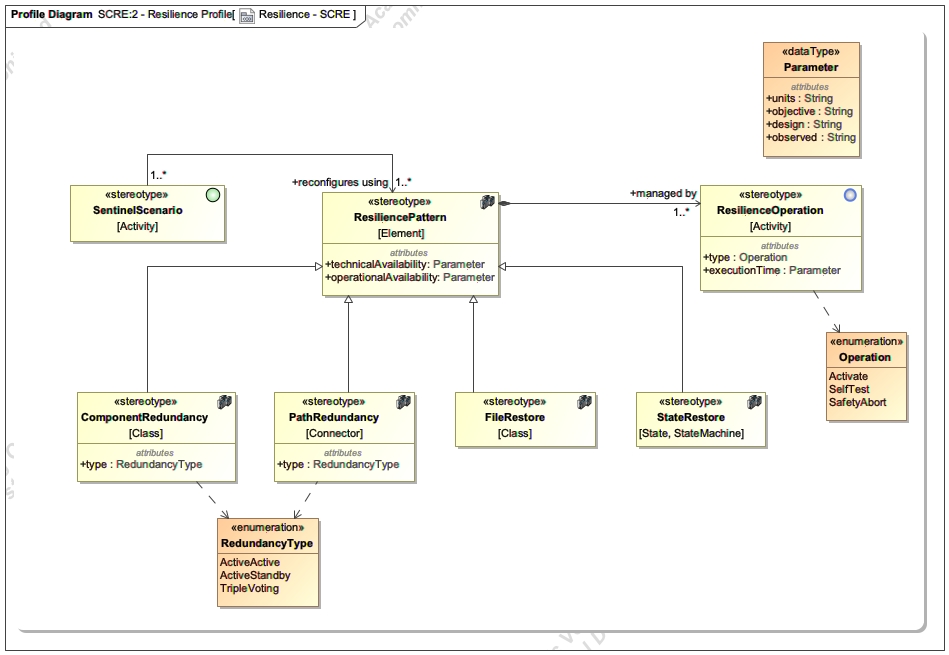 Profile Diagram SCRE:2 - Resilience Profile[ Resilience - SCRE ]
«dataType»
Parameter
attributes
+units : String
+objective : String
+design : String
+observed : String
1..*
+reconfigures using
1..*
«stereotype»
SentinelScenario
[Activity]
«stereotype»
ResiliencePattern
[Element]
attributes
+technicalAvailability: Parameter
+operationalAvailability: Parameter
+managed by
1..*
«stereotype»
ResilienceOperation
[Activity]
attributes
+type : Operation
+executionTime : Parameter
«enumeration»
Operation
Activate
SelfTest
SafetyAbort
«stereotype»
ComponentRedundancy
[Class]
attributes
+type : RedundancyType
«stereotype»
PathRedundancy
[Connector]
attributes
+type : RedundancyType
«stereotype»
FileRestore
[Class]
«stereotype»
StateRestore
[State, StateMachine]
«enumeration»
RedundancyType
ActiveActive
ActiveStandby
TripleVoting